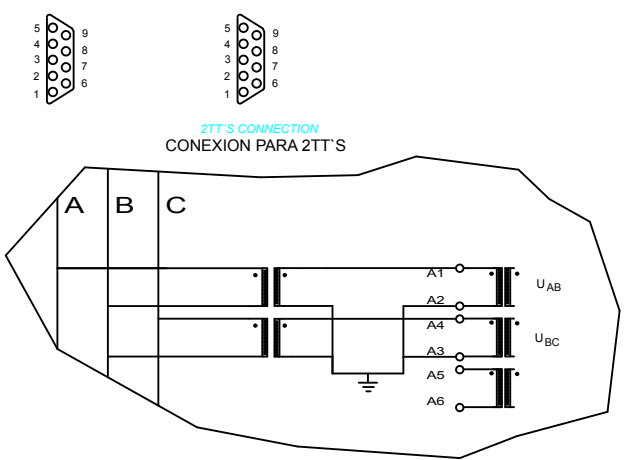 5 9
4 8
3 7
2 6
1
5 9
4 8
3 7
2 6
1
2TT´S CONNECTION
CONEXION PARA 2TT`S
A B C
A1
UAB
A2
A4
UBC
A3
A5
A6